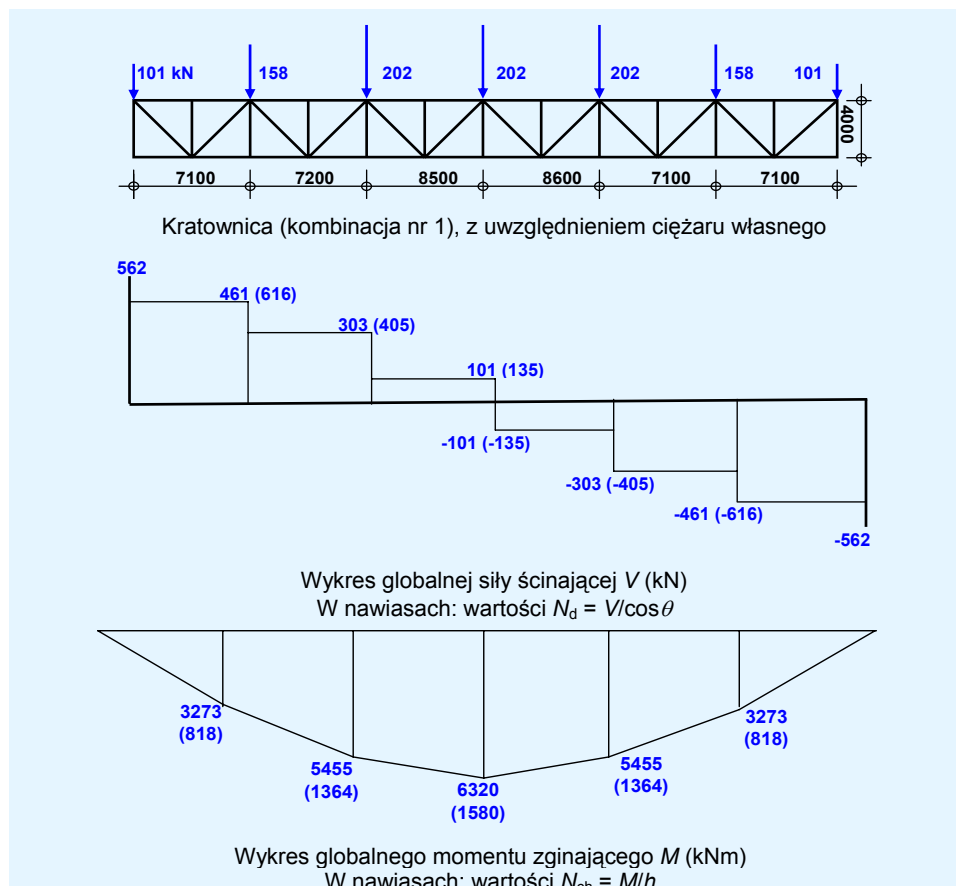 101 kN 158 202 202 202 158 101
4000
7100 7200 8500 8600 7100 7100
Kratownica (kombinacja nr 1), z uwzględnieniem ciężaru własnego
562
461 (616)
303 (405)
101 (135)
-101 (-135)
-303 (-405)
-461 (-616)
-562
Wykres globalnej siły ścinającej V (kN)
W nawiasach: wartości Nd = V/cosθ
3273 3273
(818) (818)
5455 5455
(1364) (1364)
6320
(1580)
Wykres globalnego momentu zginającego M (kNm)
W nawiasach: wartości Nch = M/h